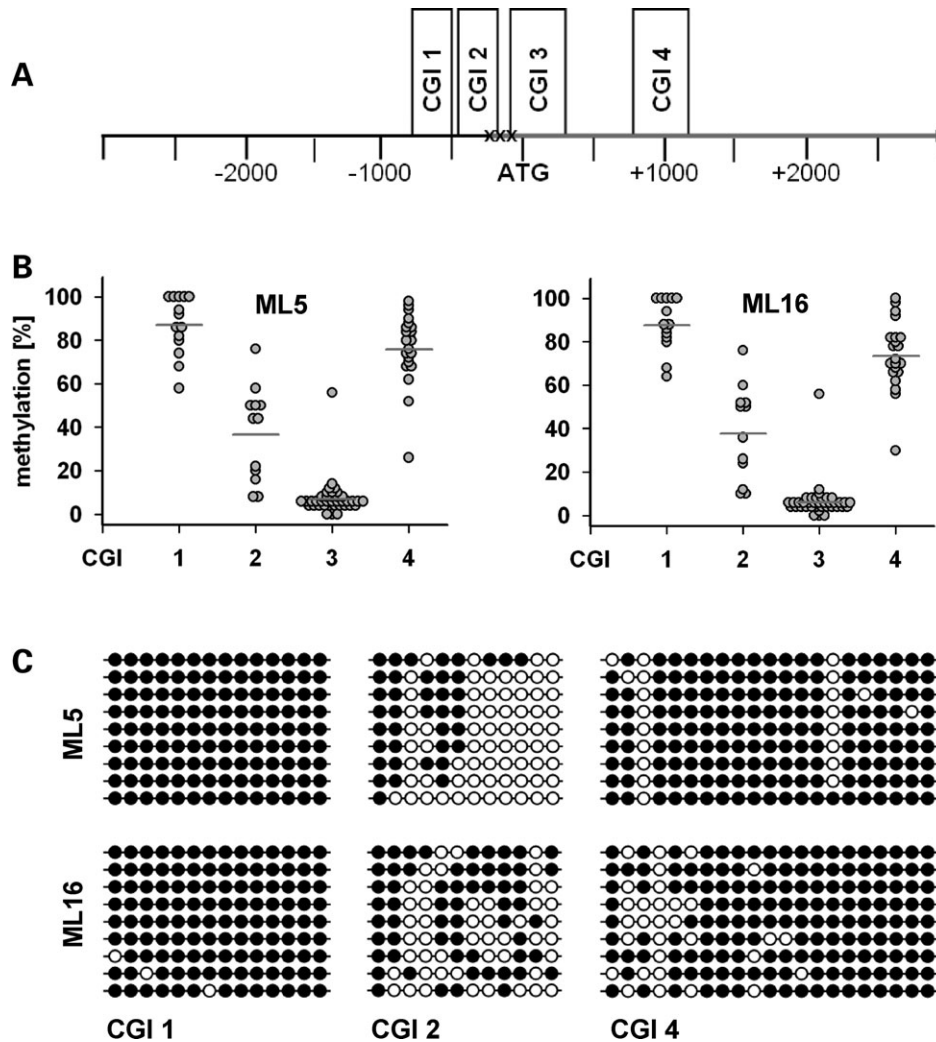 A
CGI 1
CGI 2
CGI 3
CGI 4
xxx
-2000
-1000
ATG
+1000
+2000
B
methylation [%]
100
80
60
40
20
0
ML5
CGI
1
2
3
4
100
80
60
40
20
0
ML16
CGI
1
2
3
4
C
ML5
ML16
CGI 1
CGI 2
CGI 4